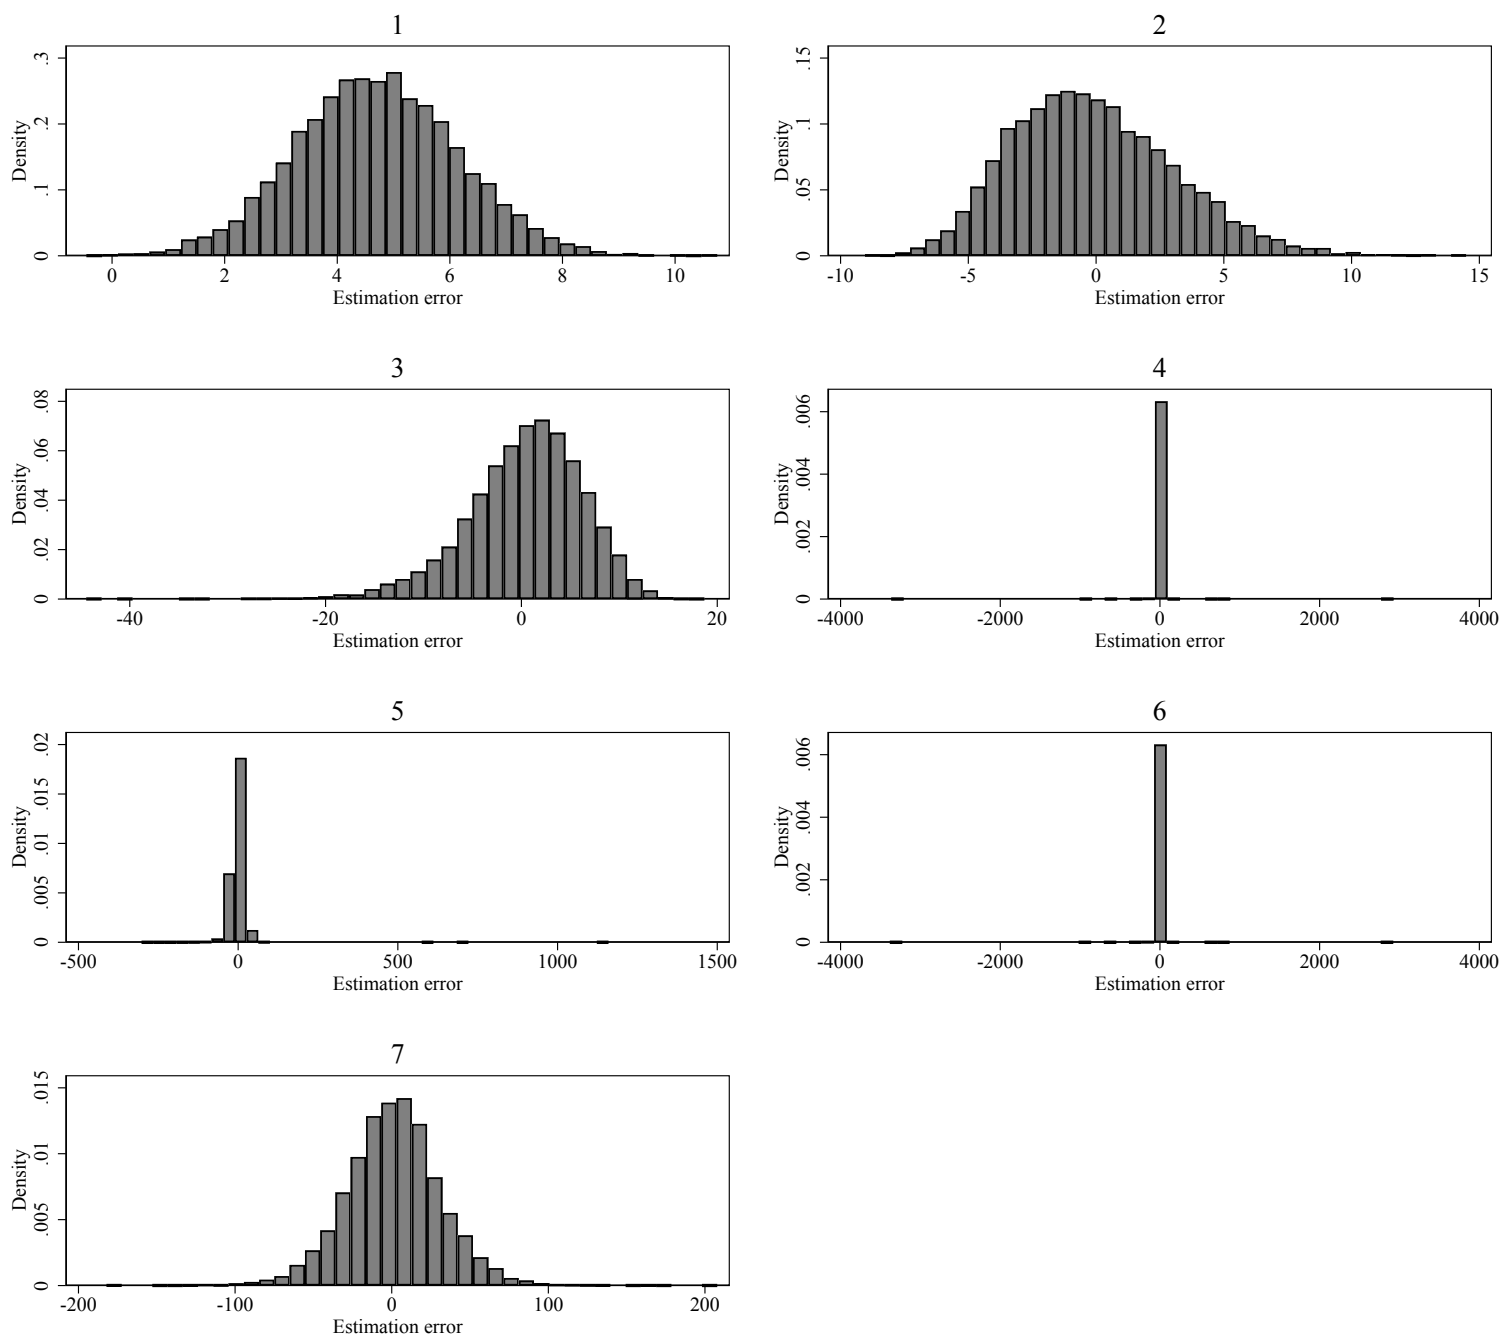 1
Density
0 .1 .2 .3
0 2 4 6 8 10
Estimation error
2
Density
0 .05 .1 .15
-10 -5 0 5 10 15
Estimation error
3
Density
0 .02 .04 .06 .08
-40 -20 0 20
Estimation error
4
Density
0 .002 .004 .006
-4000 -2000 0 2000 4000
Estimation error
5
Density
0 .005 .01 .015 .02
-500 0 500 1000 1500
Estimation error
6
Density
0 .002 .004 .006
-4000 -2000 0 2000 4000
Estimation error
7
Density
0 .005 .01 .015
-200 -100 0 100 200
Estimation error